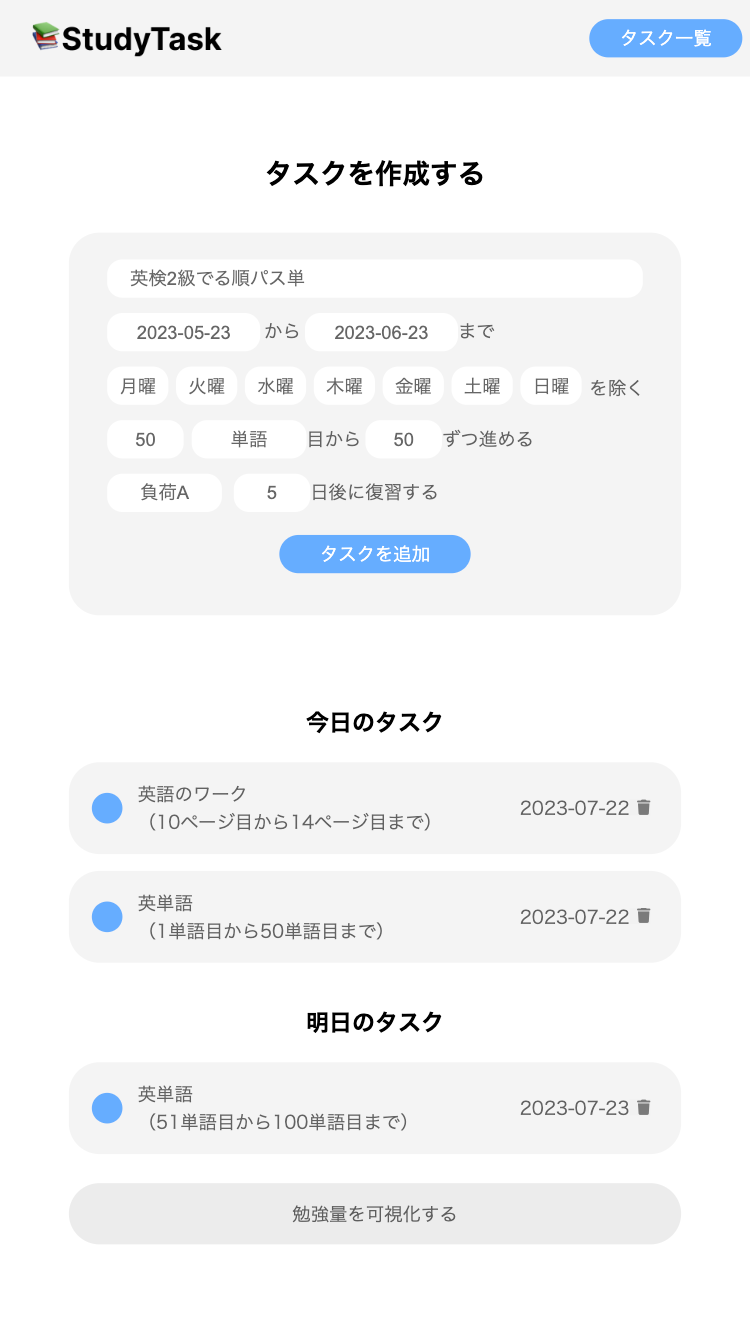 StudyTask タスク一覧
タスクを作成する
英検2級でる順パス単
2023-05-23 から 2023-06-23 まで
月曜 火曜 水曜 木曜 金曜 土曜 日曜 を除く
50 単語 目から 50 ずつ進める
負荷A 5 日後に復習する
タスクを追加
今日のタスク
英語のワーク
（10ページ目から14ページ目まで） 2023-07-22
英単語
（1単語目から50単語目まで） 2023-07-22
明日のタスク
英単語
（51単語目から100単語目まで） 2023-07-23
勉強量を可視化する